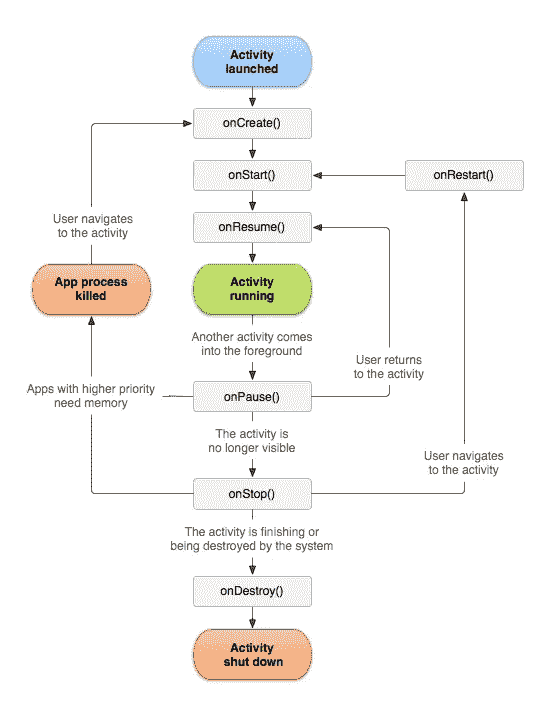 Activity
launched
onCreate()
onStart()
onRestart()
User navigates
to the activity
onResume()
App process
killed
Activity
running
Another activity comes
into the foreground
User returns
to the activity
Apps with higher priority
need memory
onPause()
The activity is
no longer visible
User navigates
to the activity
onStop()
The activity is finishing or
being destroyed by the system
onDestroy()
Activity
shut down